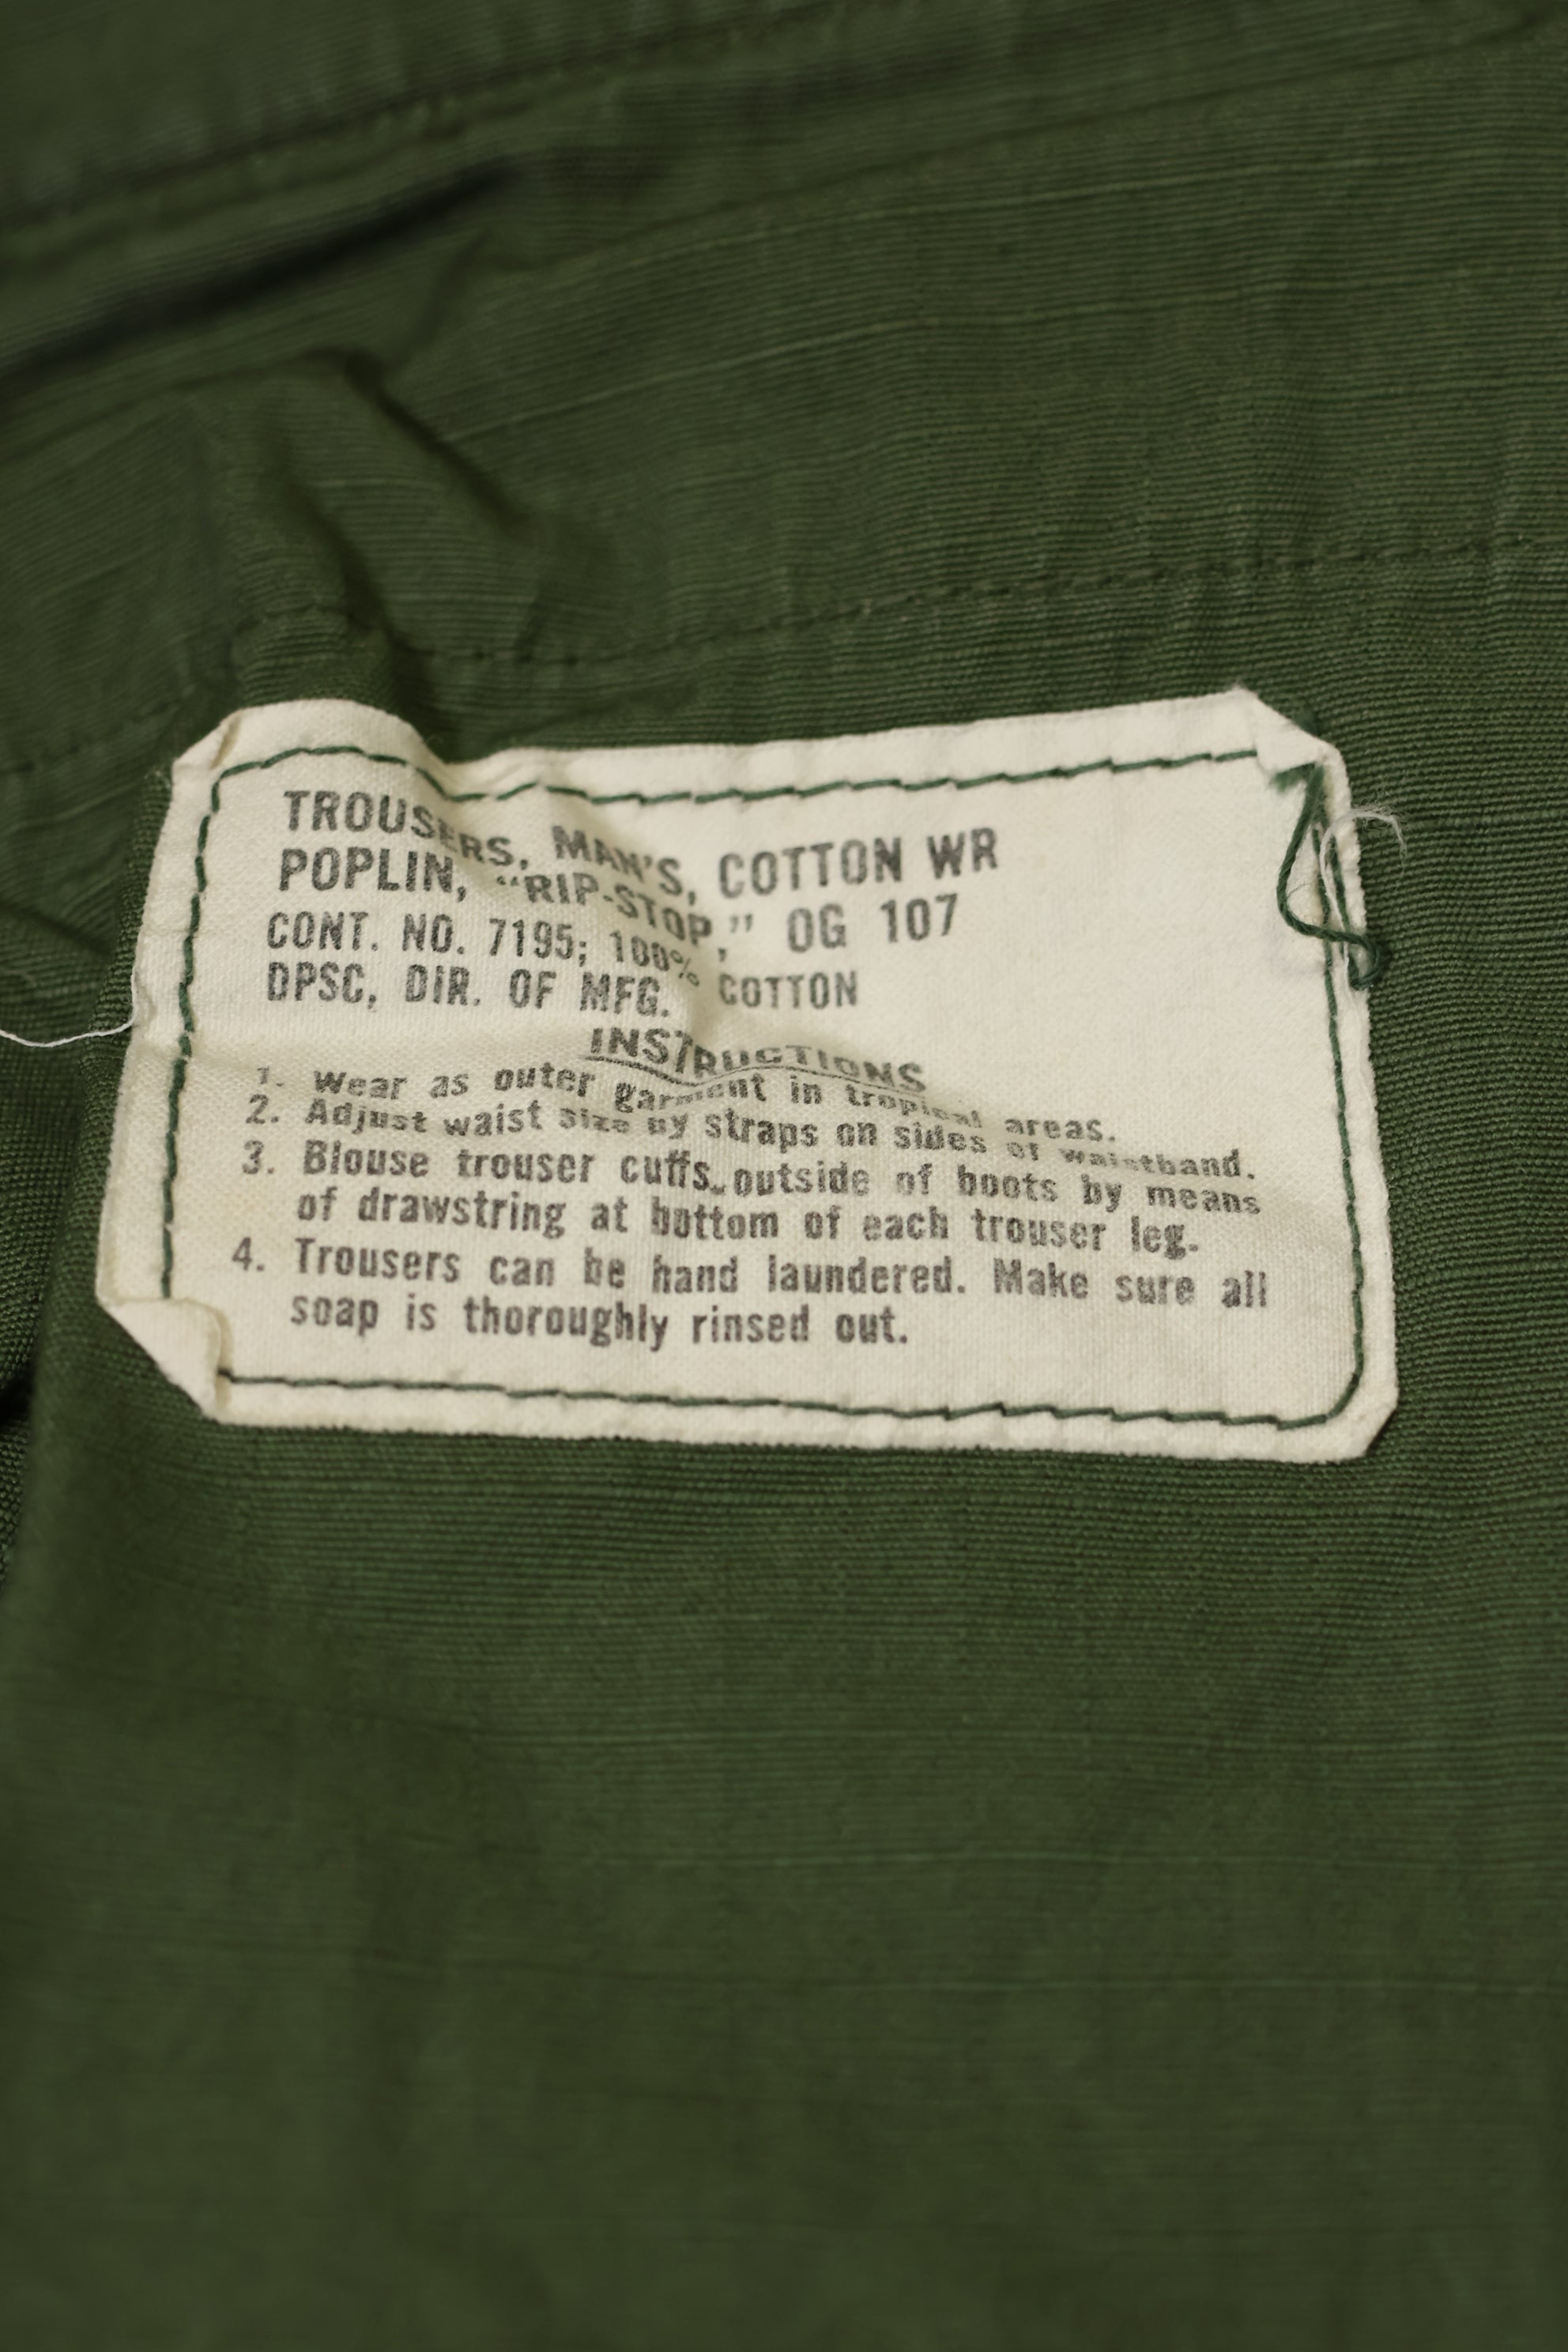 TROUSERS, MAN'S, COTTON WR
POPLIN, "RIP-STOP," OG 107
CONT. NO. 7195; 100% COTTON
DPSC, DIR. OF MFG.
INSTRUCTIONS
1. Wear as outer garment in tropical areas.
2. Adjust waist size by straps on sides of waistband.
3. Blouse trouser cuffs outside of boots by means
of drawstring at bottom of each trouser leg.
4. Trousers can be hand laundered. Make sure all
soap is thoroughly rinsed out.